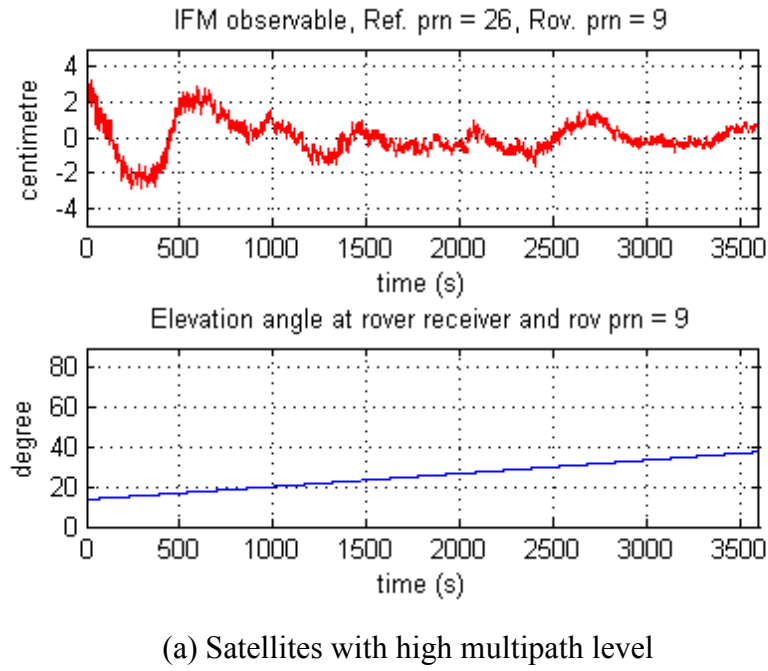 IFM observable, Ref. prn = 26, Rov. prn = 9
4
2
0
-2
-4
centimetre
0 500 1000 1500 2000 2500 3000 3500
time (s)
Elevation angle at rover receiver and rov prn = 9
80
60
40
20
0
degree
0 500 1000 1500 2000 2500 3000 3500
time (s)
(a) Satellites with high multipath level